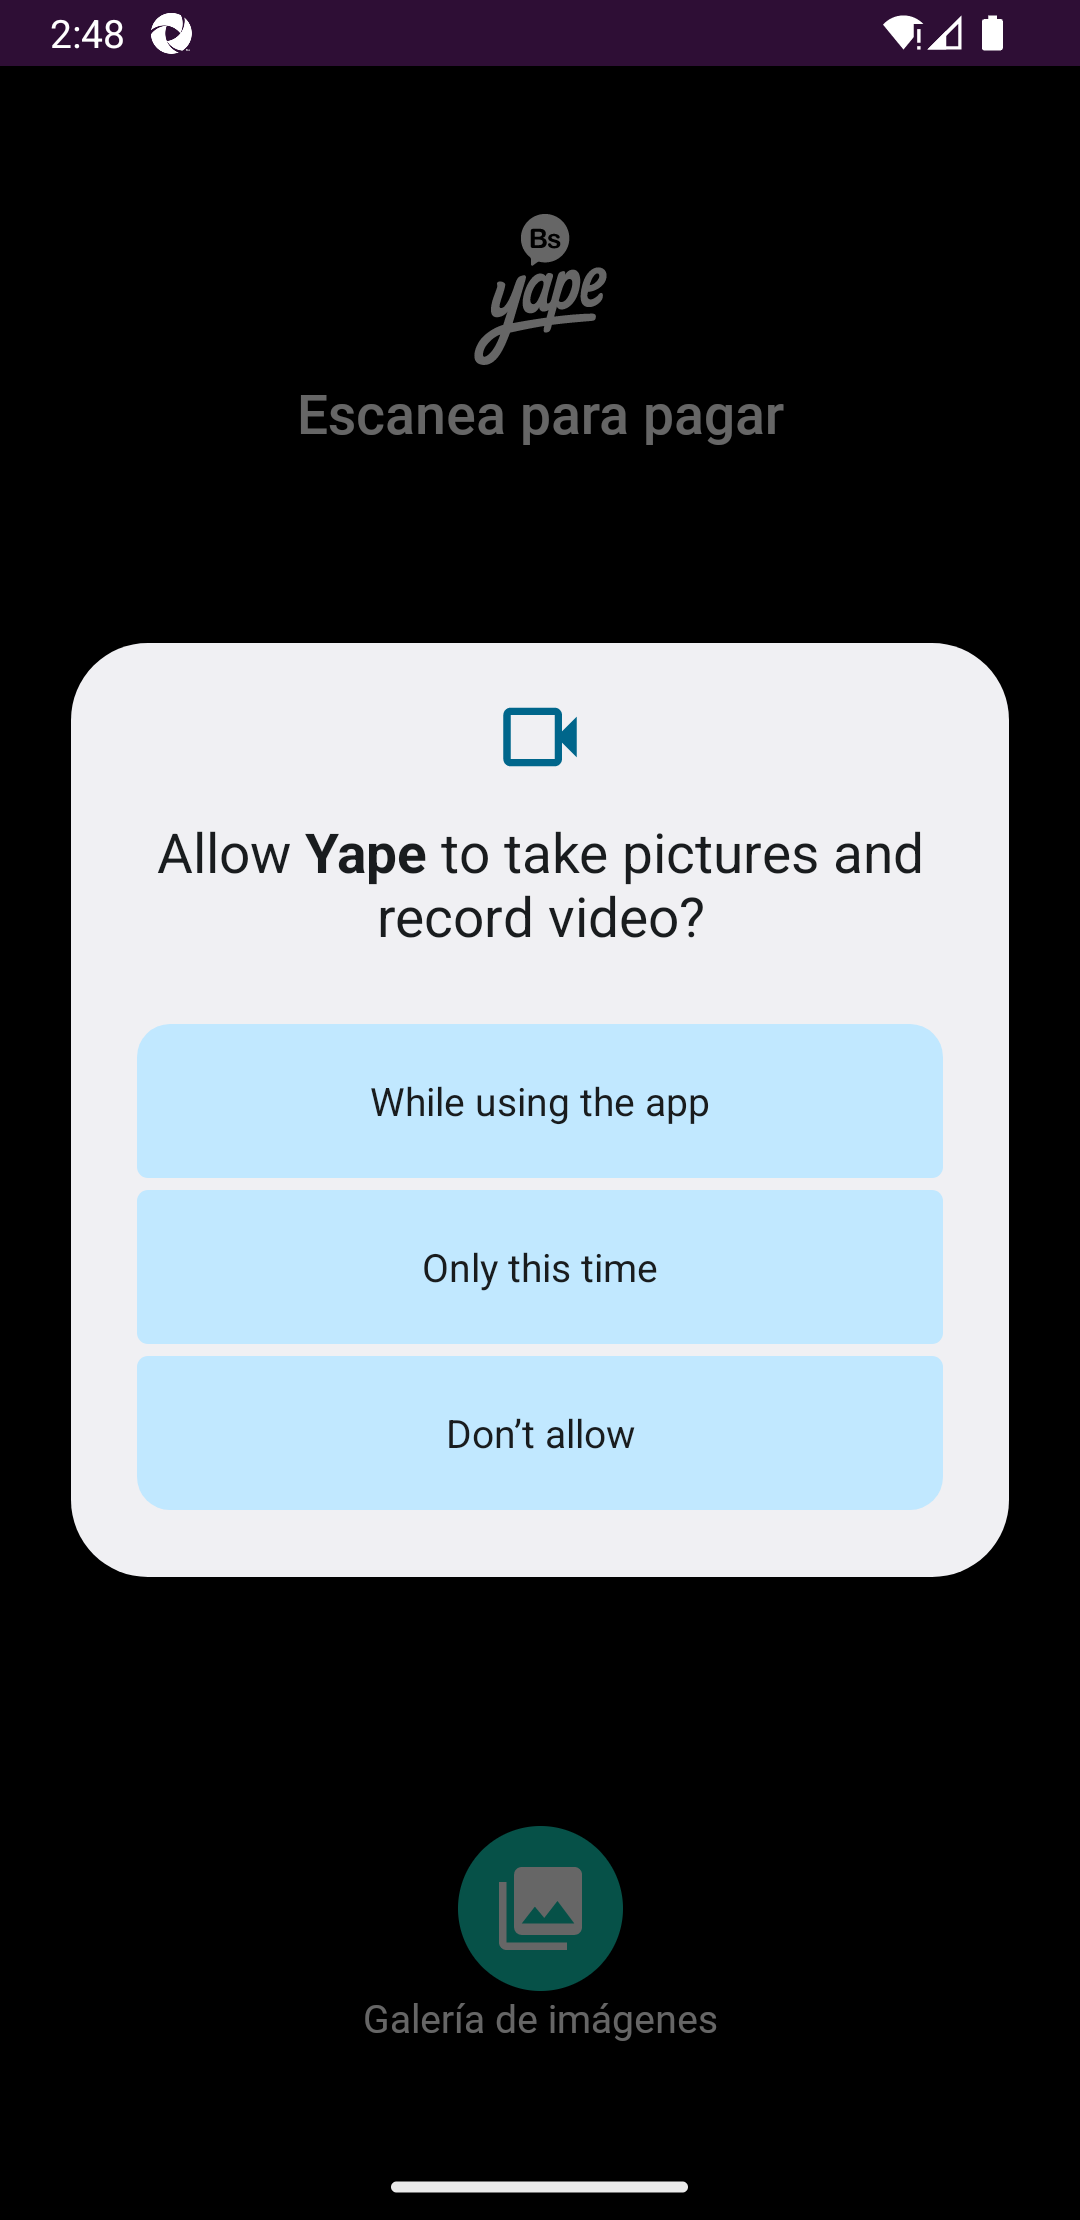 2:48
Bs
yape
Escanea para pagar
Allow Yape to take pictures and
record video?
While using the app
Only this time
Don’t allow
Galería de imágenes